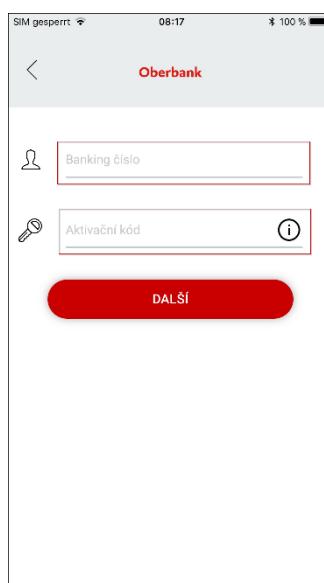 SIM gesperrt 08:17 100 %
Oberbank
Banking číslo
Aktivační kód
DALŠÍ